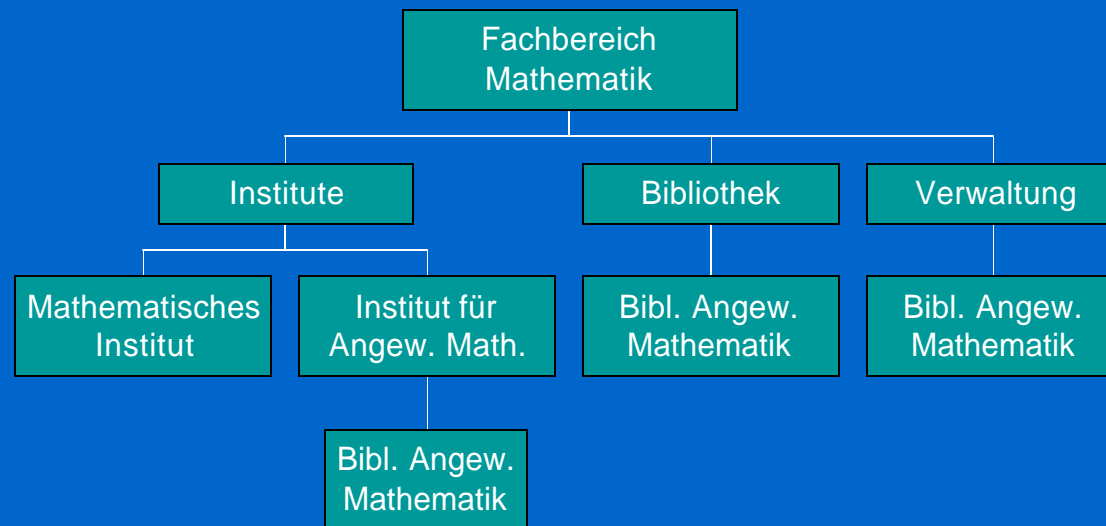 Fachbereich
Mathematik
Institute
Bibliothek
Verwaltung
Mathematisches
Institut
Institut für
Angew. Math.
Bibl. Angew.
Mathematik
Bibl. Angew.
Mathematik
Bibl. Angew.
Mathematik